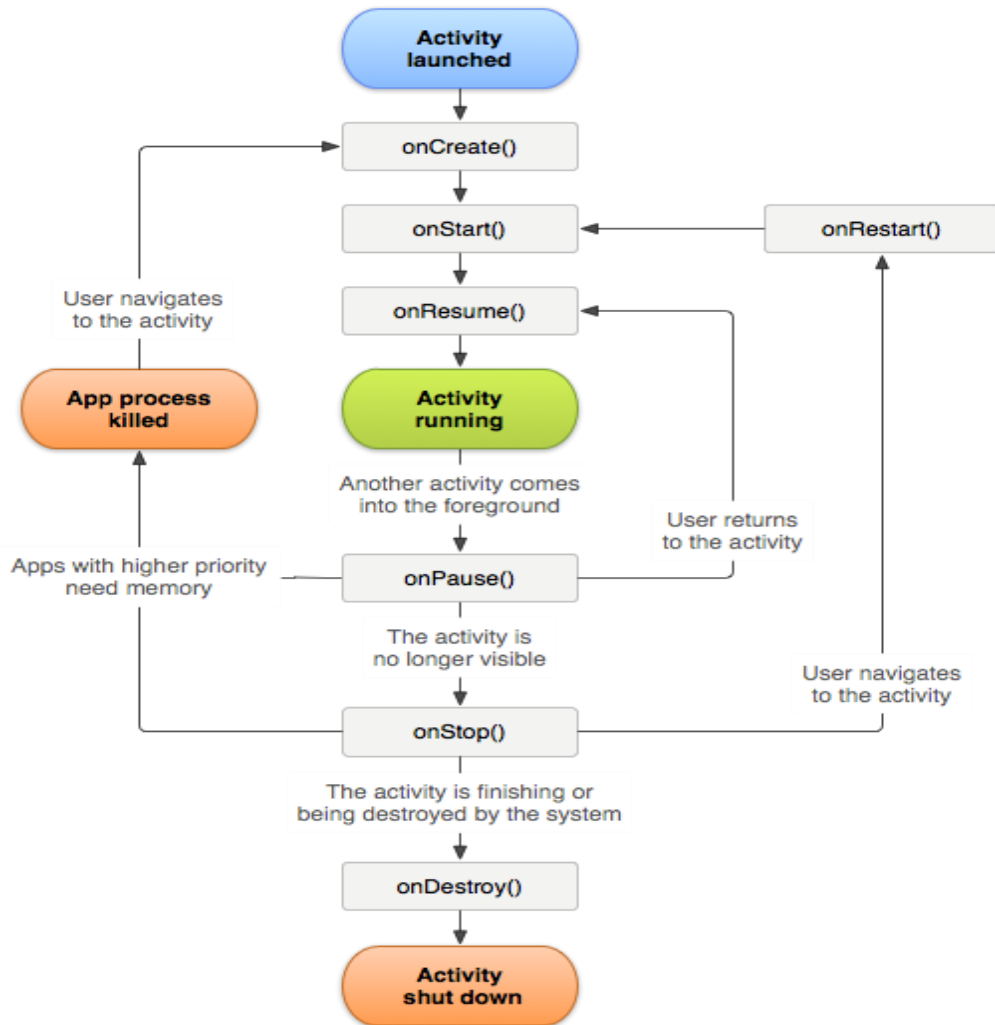 Activity
launched
onCreate()
onStart()
onRestart()
onResume()
User navigates
to the activity
App process
killed
Activity
running
Another activity comes
into the foreground
User returns
to the activity
Apps with higher priority
need memory
onPause()
The activity is
no longer visible
User navigates
to the activity
onStop()
The activity is finishing or
being destroyed by the system
onDestroy()
Activity
shut down